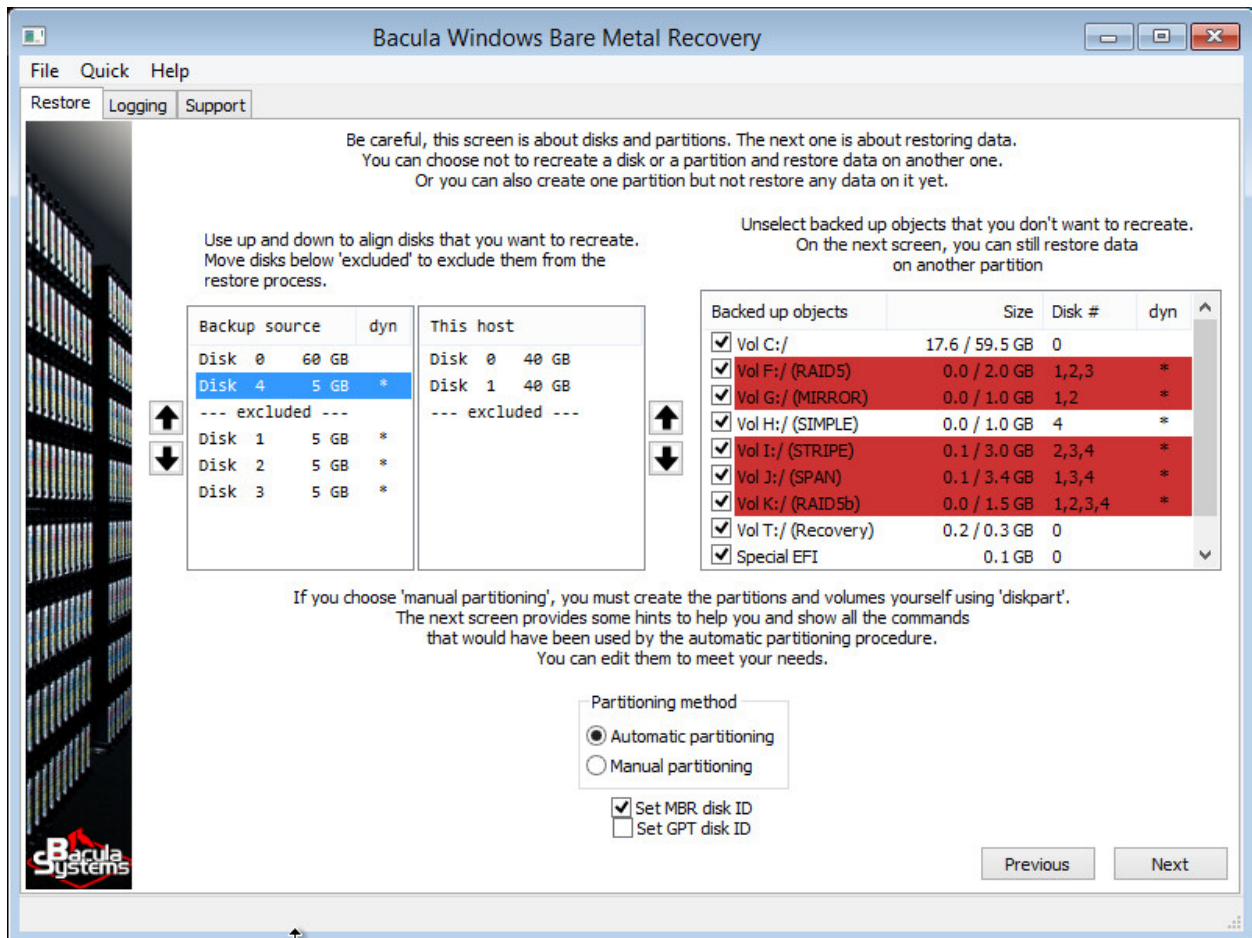 Bacula Windows Bare Metal Recovery
File Quick Help
Restore Logging Support
Be careful, this screen is about disks and partitions. The next one is about restoring data.
You can choose not to recreate a disk or a partition and restore data on another one.
Or you can also create one partition but not restore any data on it yet.
Use up and down to align disks that you want to recreate.
Move disks below 'excluded' to exclude them from the
restore process.
Backup source dyn
Disk 0 60 GB
Disk 4 5 GB *
--- excluded ---
Disk 1 5 GB *
Disk 2 5 GB *
Disk 3 5 GB *
This host
Disk 0 40 GB
Disk 1 40 GB
--- excluded ---
Unselect backed up objects that you don't want to recreate.
On the next screen, you can still restore data
on another partition
Backed up objects Size Disk # dyn
Vol C:/ 17.6 / 59.5 GB 0
Vol F:/ (RAID5) 0.0 / 2.0 GB 1,2,3 *
Vol G:/ (MIRROR) 0.0 / 1.0 GB 1,2 *
Vol H:/ (SIMPLE) 0.0 / 1.0 GB 4 *
Vol I:/ (STRIPE) 0.1 / 3.0 GB 2,3,4 *
Vol J:/ (SPAN) 0.1 / 3.4 GB 1,3,4 *
Vol K:/ (RAID5b) 0.0 / 1.5 GB 1,2,3,4 *
Vol T:/ (Recovery) 0.2 / 0.3 GB 0
Special EFI 0.1 GB 0
If you choose 'manual partitioning', you must create the partitions and volumes yourself using 'diskpart'.
The next screen provides some hints to help you and show all the commands
that would have been used by the automatic partitioning procedure.
You can edit them to meet your needs.
Partitioning method
Automatic partitioning
Manual partitioning
Set MBR disk ID
Set GPT disk ID
Bacula
Systems
Previous Next